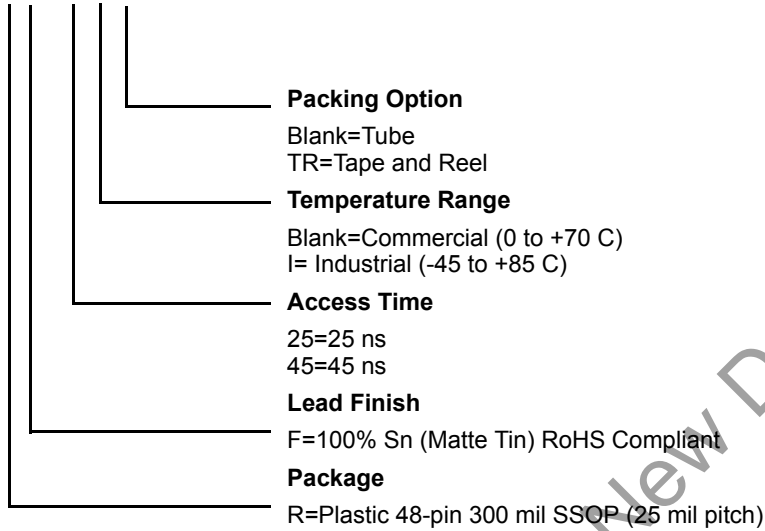 Packing Option
Blank=Tube
TR=Tape and Reel
Temperature Range
Blank=Commercial (0 to +70 C)
I= Industrial (-45 to +85 C)
Access Time
25=25 ns
45=45 ns
Lead Finish
F=100% Sn (Matte Tin) RoHS Compliant
Package
R=Plastic 48-pin 300 mil SSOP (25 mil pitch)
New D